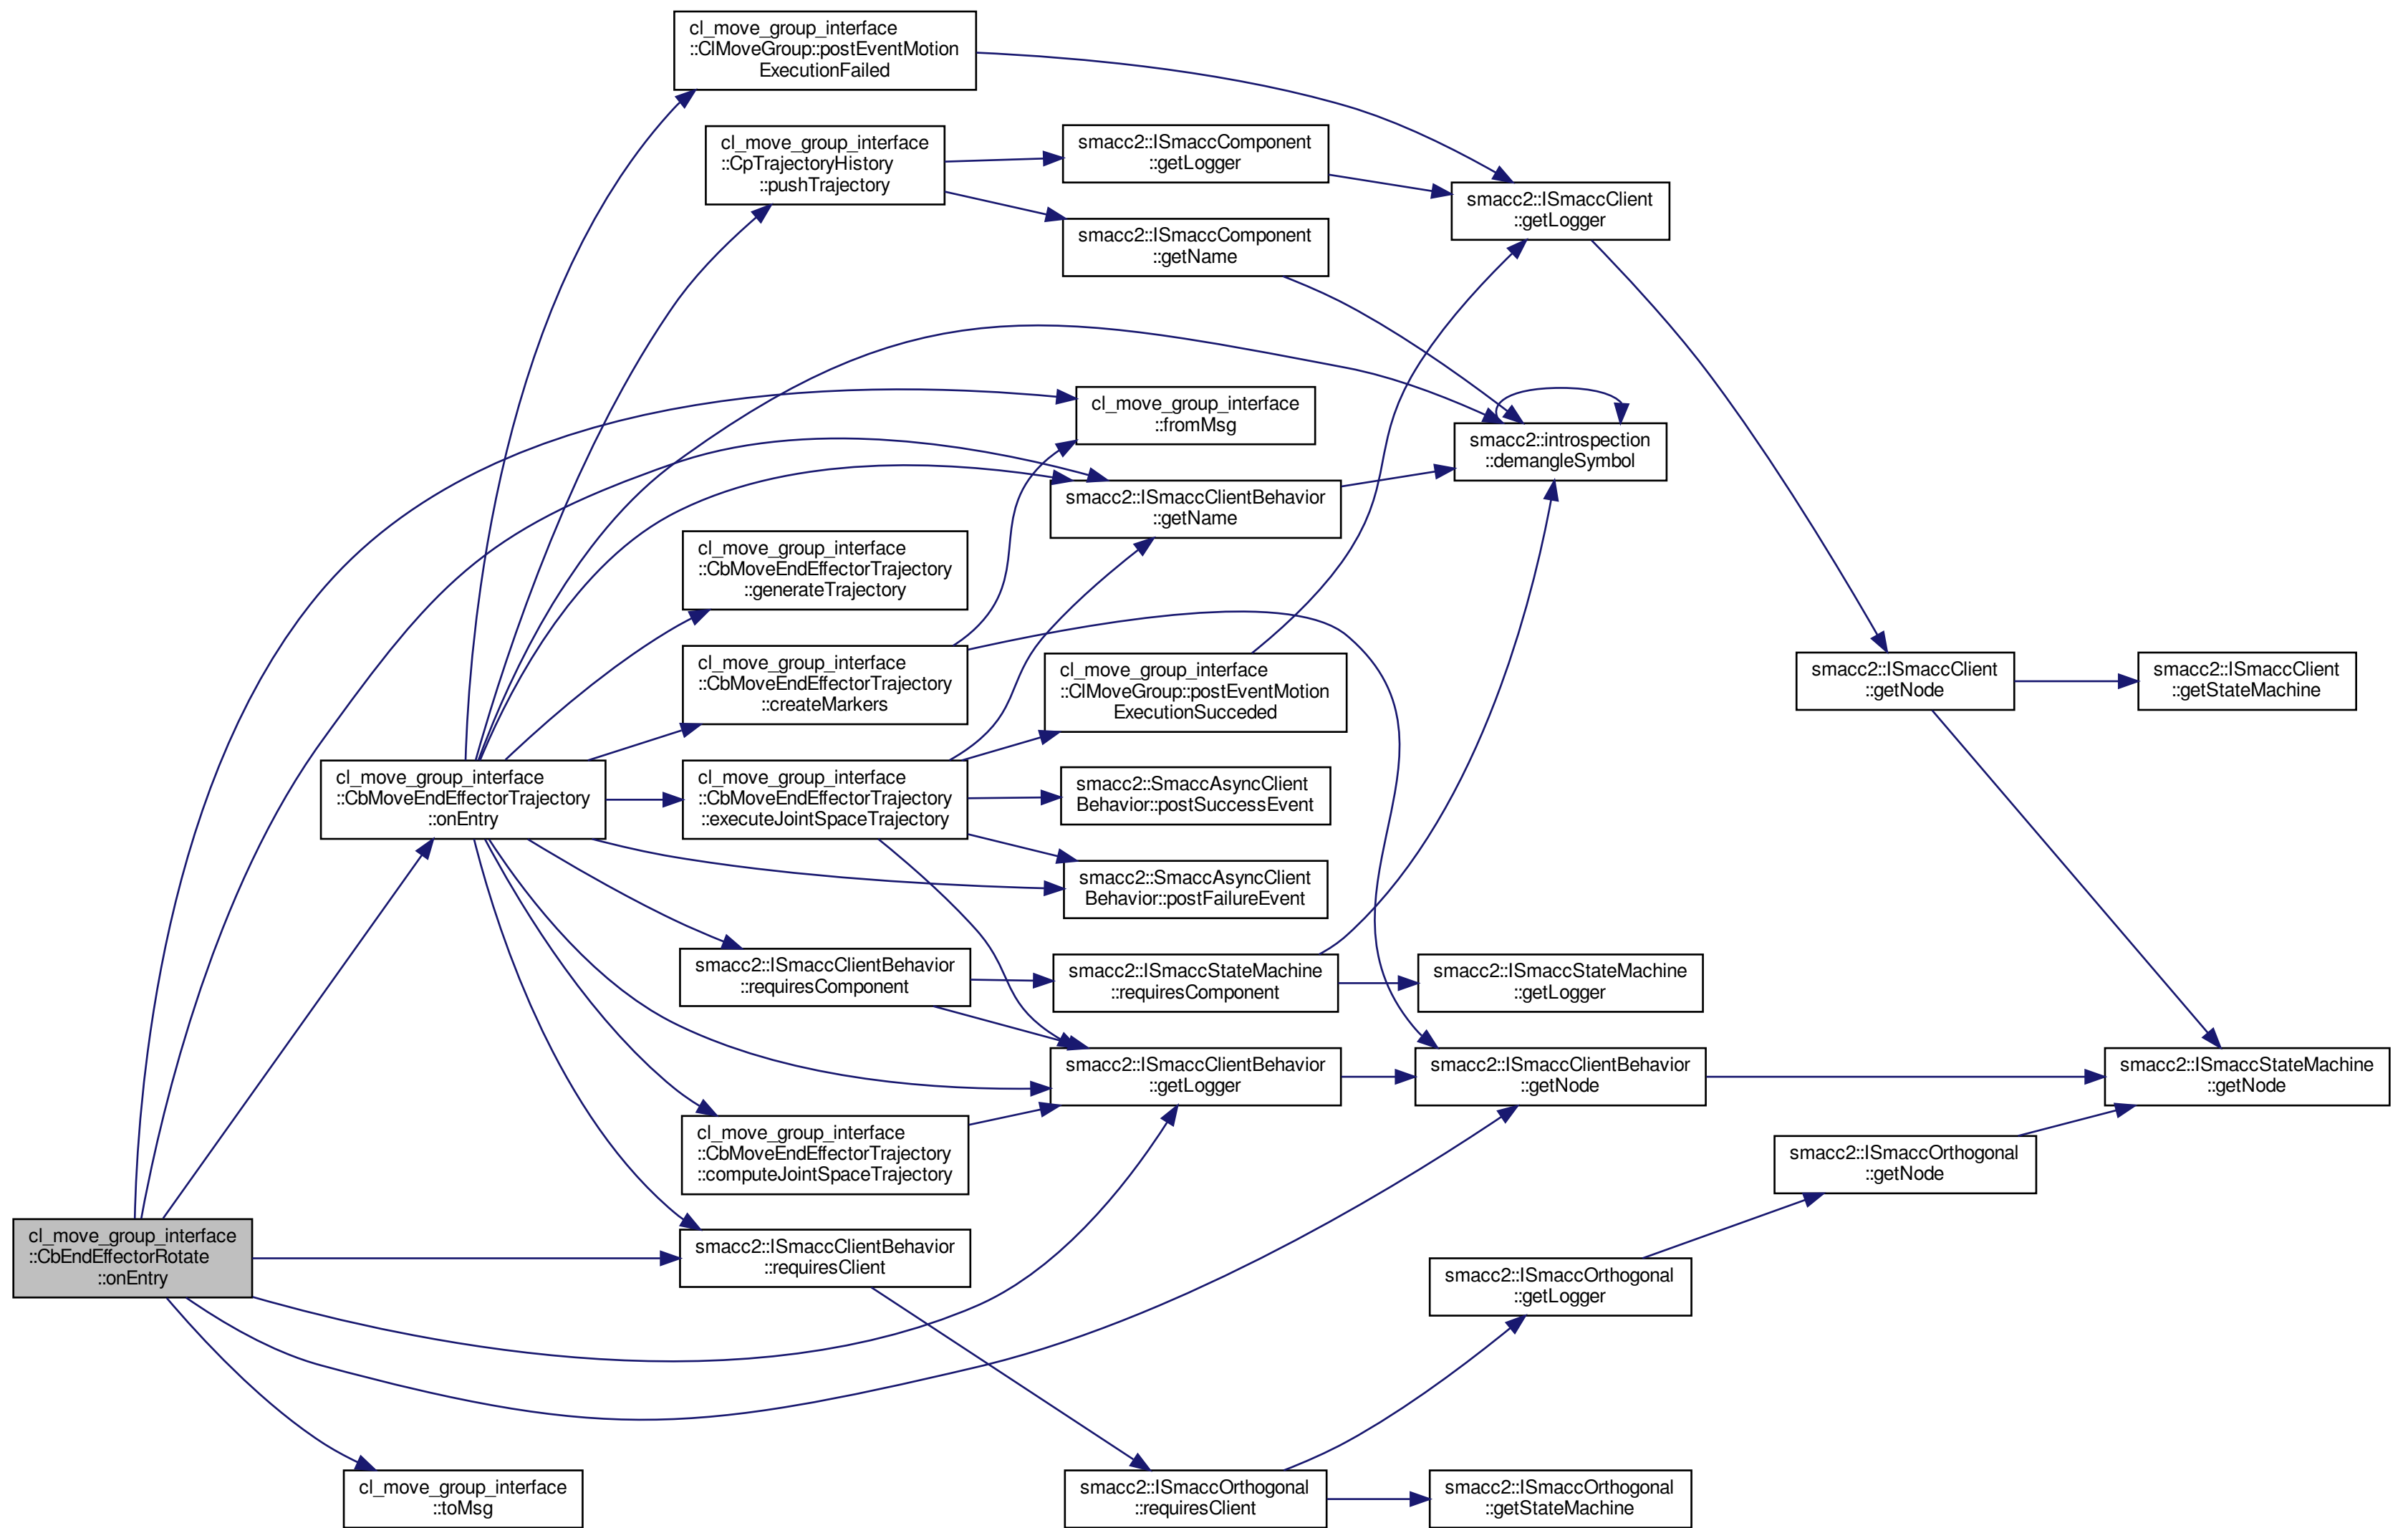 cl_move_group_interface
::ClMoveGroup::postEventMotion
ExecutionFailed
cl_move_group_interface
::CpTrajectoryHistory
::pushTrajectory
smacc2::ISmaccComponent
::getLogger
smacc2::ISmaccClient
::getLogger
smacc2::ISmaccComponent
::getName
cl_move_group_interface
::fromMsg
smacc2::introspection
::demangleSymbol
smacc2::ISmaccClientBehavior
::getName
cl_move_group_interface
::CbMoveEndEffectorTrajectory
::generateTrajectory
cl_move_group_interface
::CbMoveEndEffectorTrajectory
::createMarkers
cl_move_group_interface
::ClMoveGroup::postEventMotion
ExecutionSucceded
smacc2::ISmaccClient
::getNode
smacc2::ISmaccClient
::getStateMachine
cl_move_group_interface
::CbMoveEndEffectorTrajectory
::onEntry
cl_move_group_interface
::CbMoveEndEffectorTrajectory
::executeJointSpaceTrajectory
smacc2::SmaccAsyncClient
Behavior::postSuccessEvent
smacc2::SmaccAsyncClient
Behavior::postFailureEvent
smacc2::ISmaccClientBehavior
::requiresComponent
smacc2::ISmaccStateMachine
::requiresComponent
smacc2::ISmaccStateMachine
::getLogger
smacc2::ISmaccClientBehavior
::getLogger
smacc2::ISmaccClientBehavior
::getNode
smacc2::ISmaccStateMachine
::getNode
cl_move_group_interface
::CbMoveEndEffectorTrajectory
::computeJointSpaceTrajectory
smacc2::ISmaccOrthogonal
::getNode
cl_move_group_interface
::CbEndEffectorRotate
::onEntry
smacc2::ISmaccClientBehavior
::requiresClient
smacc2::ISmaccOrthogonal
::getLogger
cl_move_group_interface
::toMsg
smacc2::ISmaccOrthogonal
::requiresClient
smacc2::ISmaccOrthogonal
::getStateMachine